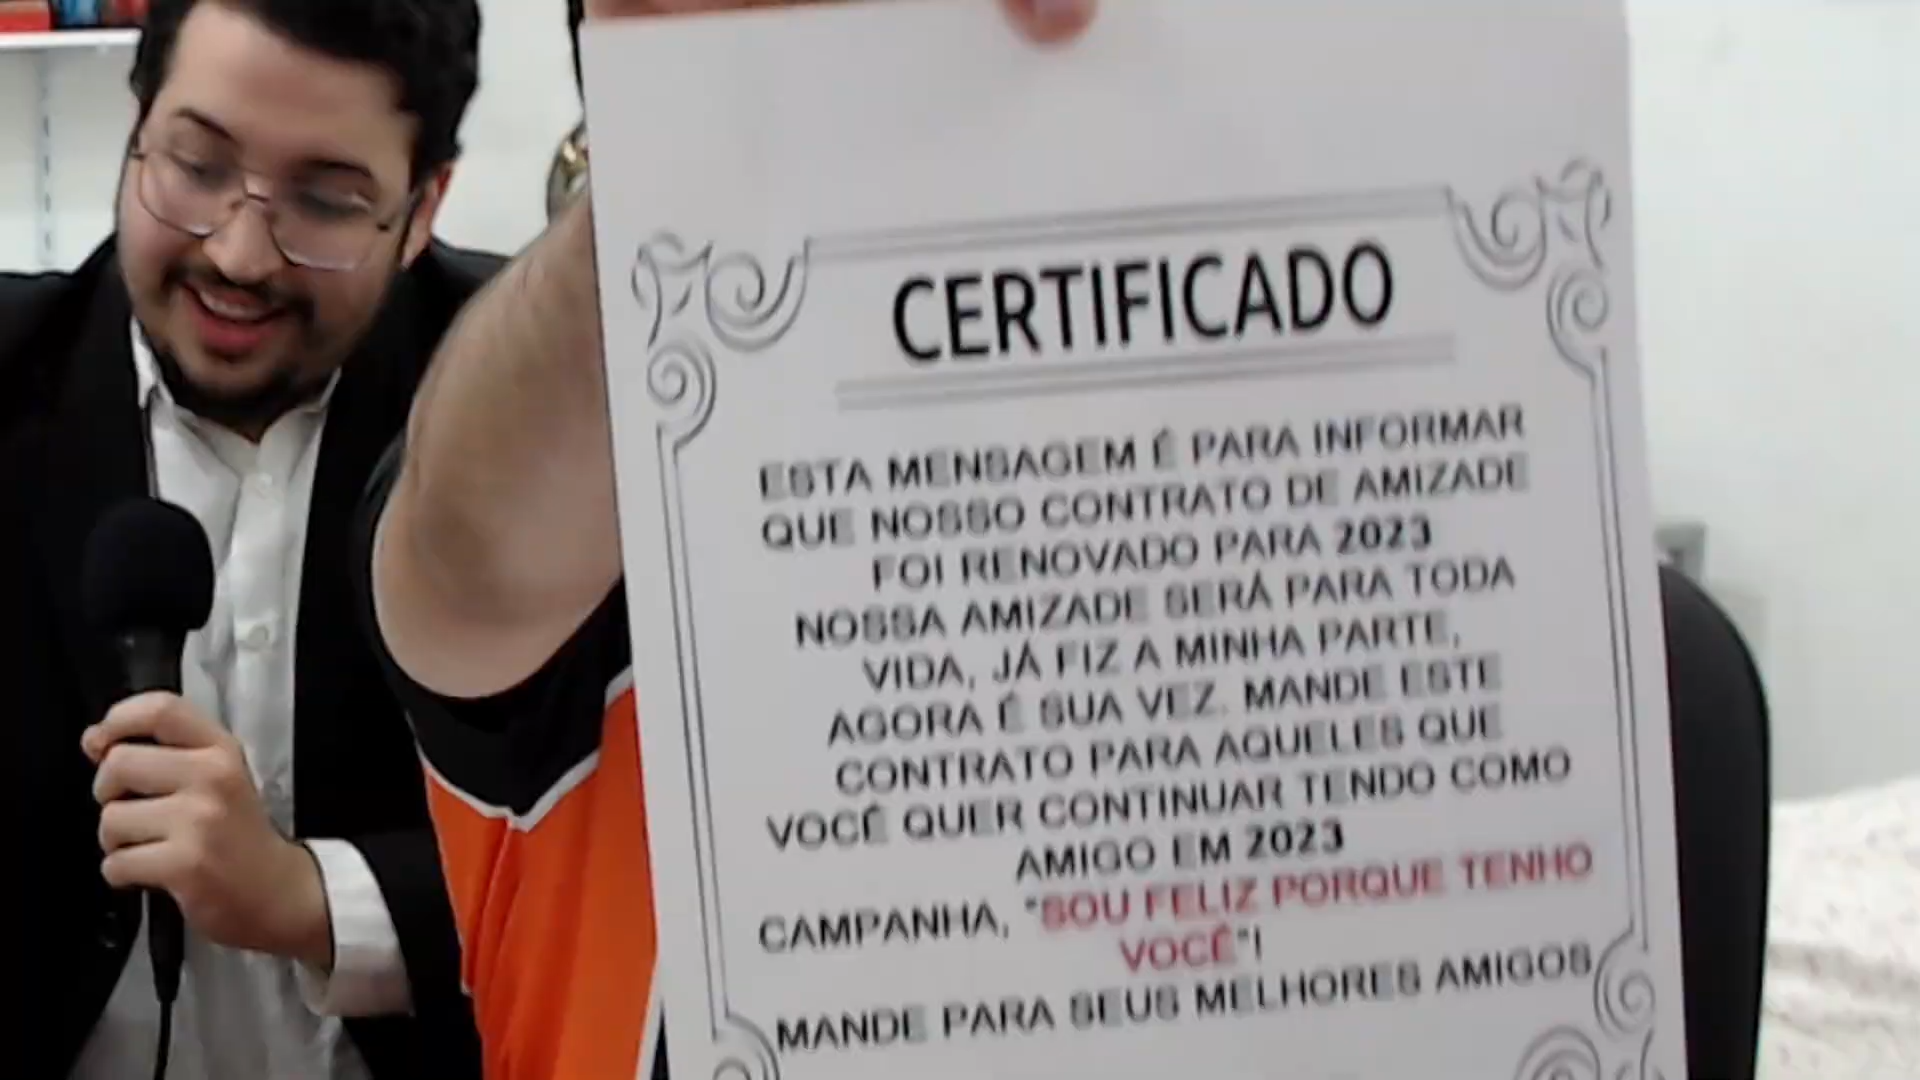 CERTIFICADO
ESTA MENSAGEM É PARA INFORMAR
QUE NOSSO CONTRATO DE AMIZADE
FOI RENOVADO PARA 2023
NOSSA AMIZADE SERÁ PARA TODA
VIDA, JÁ FIZ A MINHA PARTE,
AGORA É SUA VEZ. MANDE ESTE
CONTRATO PARA AQUELES QUE
VOCÊ QUER CONTINUAR TENDO COMO
AMIGO EM 2023
CAMPANHA, "SOU FELIZ PORQUE TENHO
VOCÊ"!
MANDE PARA SEUS MELHORES AMIGOS